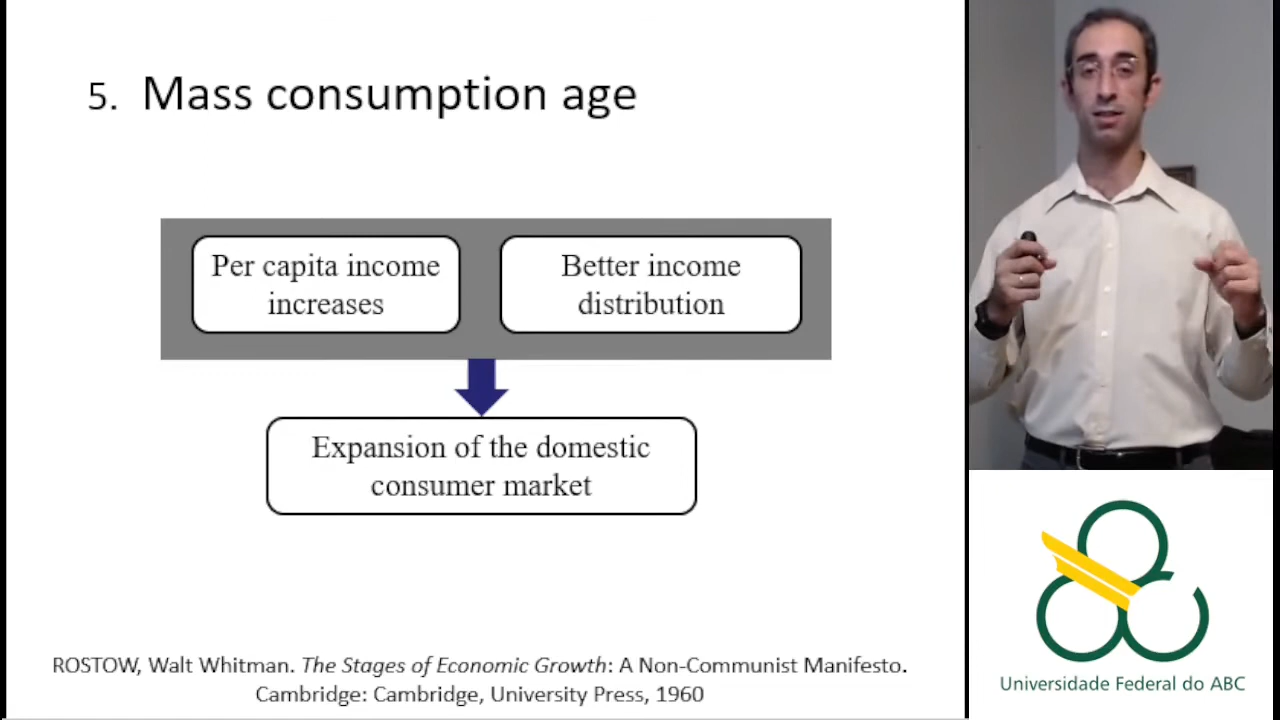 5. Mass consumption age
Per capita income
increases
Better income
distribution
Expansion of the domestic
consumer market
ROSTOW, Walt Whitman. The Stages of Economic Growth: A Non-Communist Manifesto.
Cambridge: Cambridge, University Press, 1960
Universidade Federal do ABC